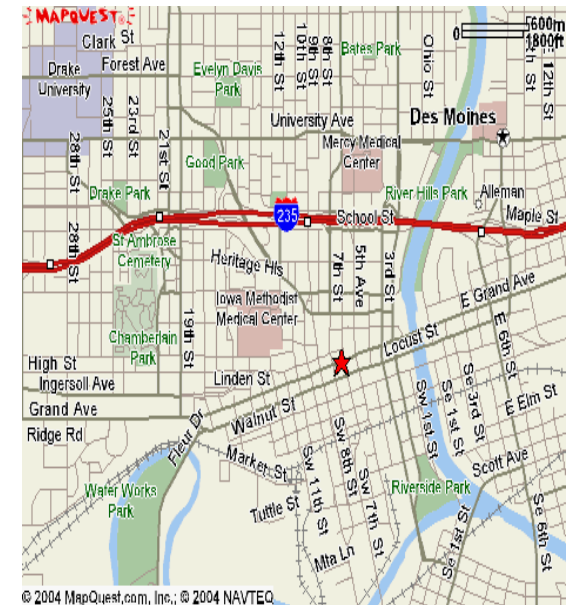 MAPQUEST
5600m
1800ft
Clark St
Forest Ave
Drake University
Evelyn Davis Park
12th St
10th St
9th St
8th St
Bates Park
Ohio St
E 12th St
28th St
25th St
23rd St
21st St
University Ave
Des Moines
Mercy Medical Center
Good Park
Drake Park
River Hills Park
Alleman
Maple St
235
School St
28th St
St Ambrose Cemetery
Heritage Hls
7th St
5th Ave
3rd St
Iowa Methodist Medical Center
E Grand Ave
19th St
Chamberlain Park
Locust St
E 6th St
High St
Linden St
Ingersoll Ave
Grand Ave
Walnut St
Ridge Rd
Fleur Dr
Market St
Sw 11th St
Sw 8th St
Sw 7th St
Sw 1st St
Se 1st St
Se 3rd St
E Elm St
Scott Ave
Water Works Park
Riverside Park
Tuttle St
Mta Ln
Se 1st St
Se 6th St
© 2004 MapQuest.com, Inc.; © 2004 NAVTEQ